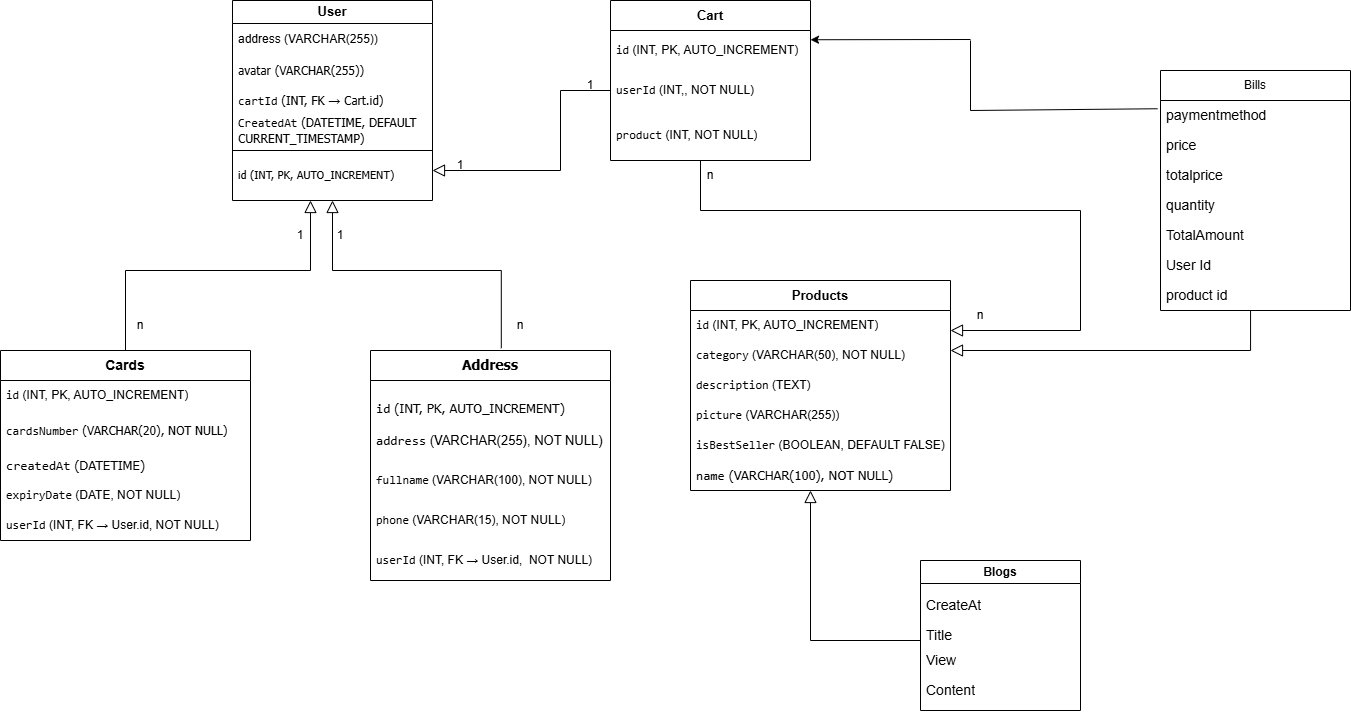 User
address (VARCHAR(255))
avatar (VARCHAR(255))
cartId (INT, FK → Cart.id)
CreatedAt (DATETIME, DEFAULT
CURRENT_TIMESTAMP)
id (INT, PK, AUTO_INCREMENT)
1
1
Cart
id (INT, PK, AUTO_INCREMENT)
userId (INT,, NOT NULL)
product (INT, NOT NULL)
n
Bills
paymentmethod
price
totalprice
quantity
TotalAmount
User Id
product id
1
1
n
n
Cards
id (INT, PK, AUTO_INCREMENT)
cardsNumber (VARCHAR(20), NOT NULL)
createdAt (DATETIME)
expiryDate (DATE, NOT NULL)
userId (INT, FK → User.id, NOT NULL)
Address
id (INT, PK, AUTO_INCREMENT)
address (VARCHAR(255), NOT NULL)
fullname (VARCHAR(100), NOT NULL)
phone (VARCHAR(15), NOT NULL)
userId (INT, FK → User.id, NOT NULL)
Products
id (INT, PK, AUTO_INCREMENT)
category (VARCHAR(50), NOT NULL)
description (TEXT)
picture (VARCHAR(255))
isBestSeller (BOOLEAN, DEFAULT FALSE)
name (VARCHAR(100), NOT NULL)
n
Blogs
CreateAt
Title
View
Content